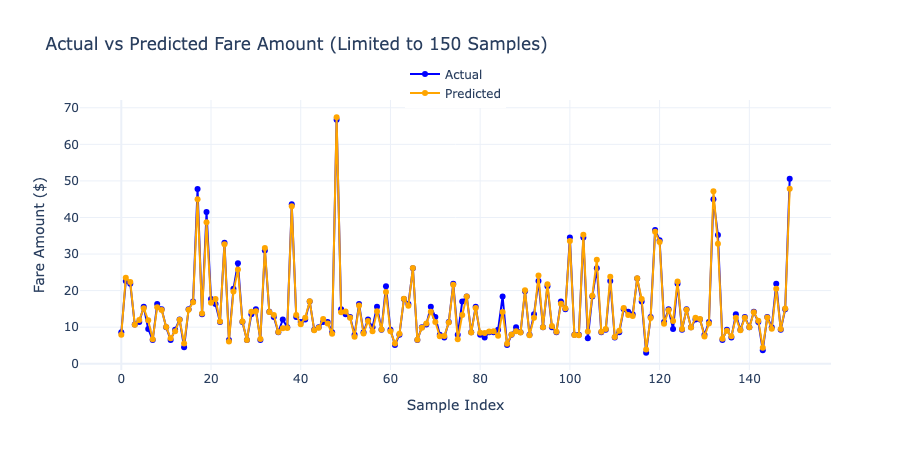 Actual vs Predicted Fare Amount (Limited to 150 Samples)
Actual
Predicted
70
60
50
40
30
20
10
0
Fare Amount ($)
0 20 40 60 80 100 120 140
Sample Index